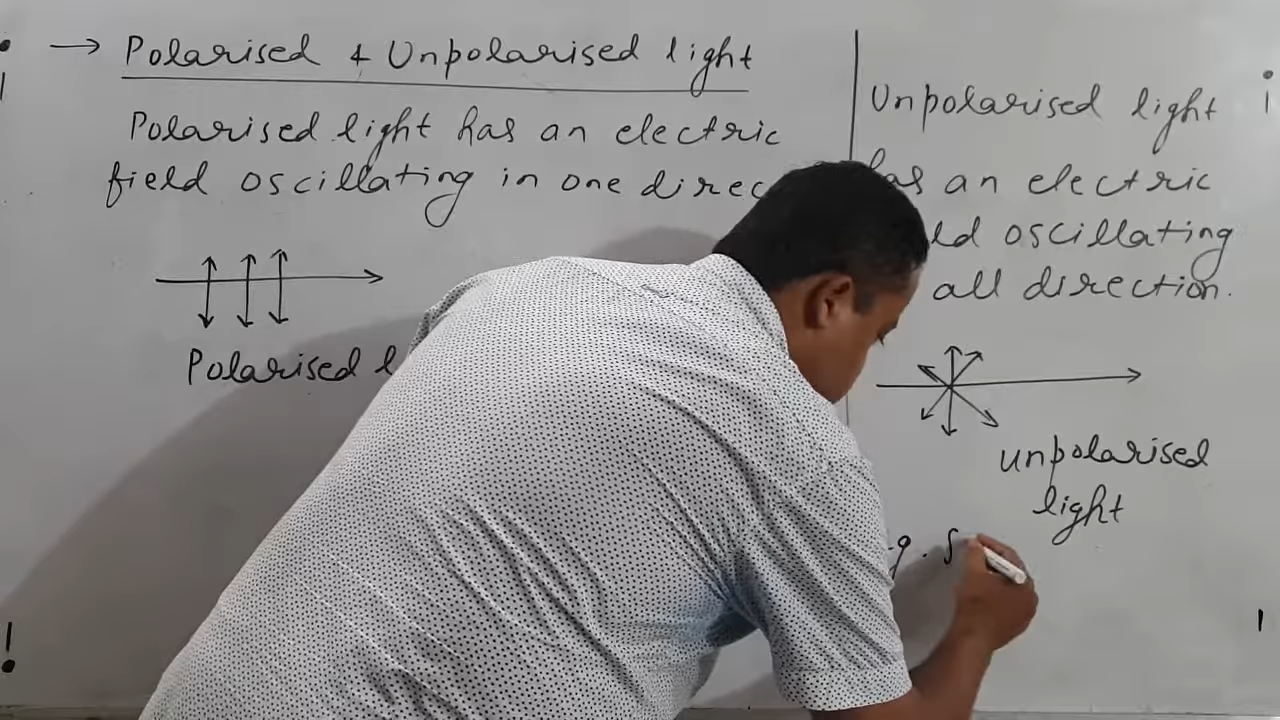 → Polarised & Unpolarised light
Polarised light has an electric
field oscillating in one direc
Polarised l
Unpolarised light
has an electric
ld oscillating
all direction.
unpolarised
light